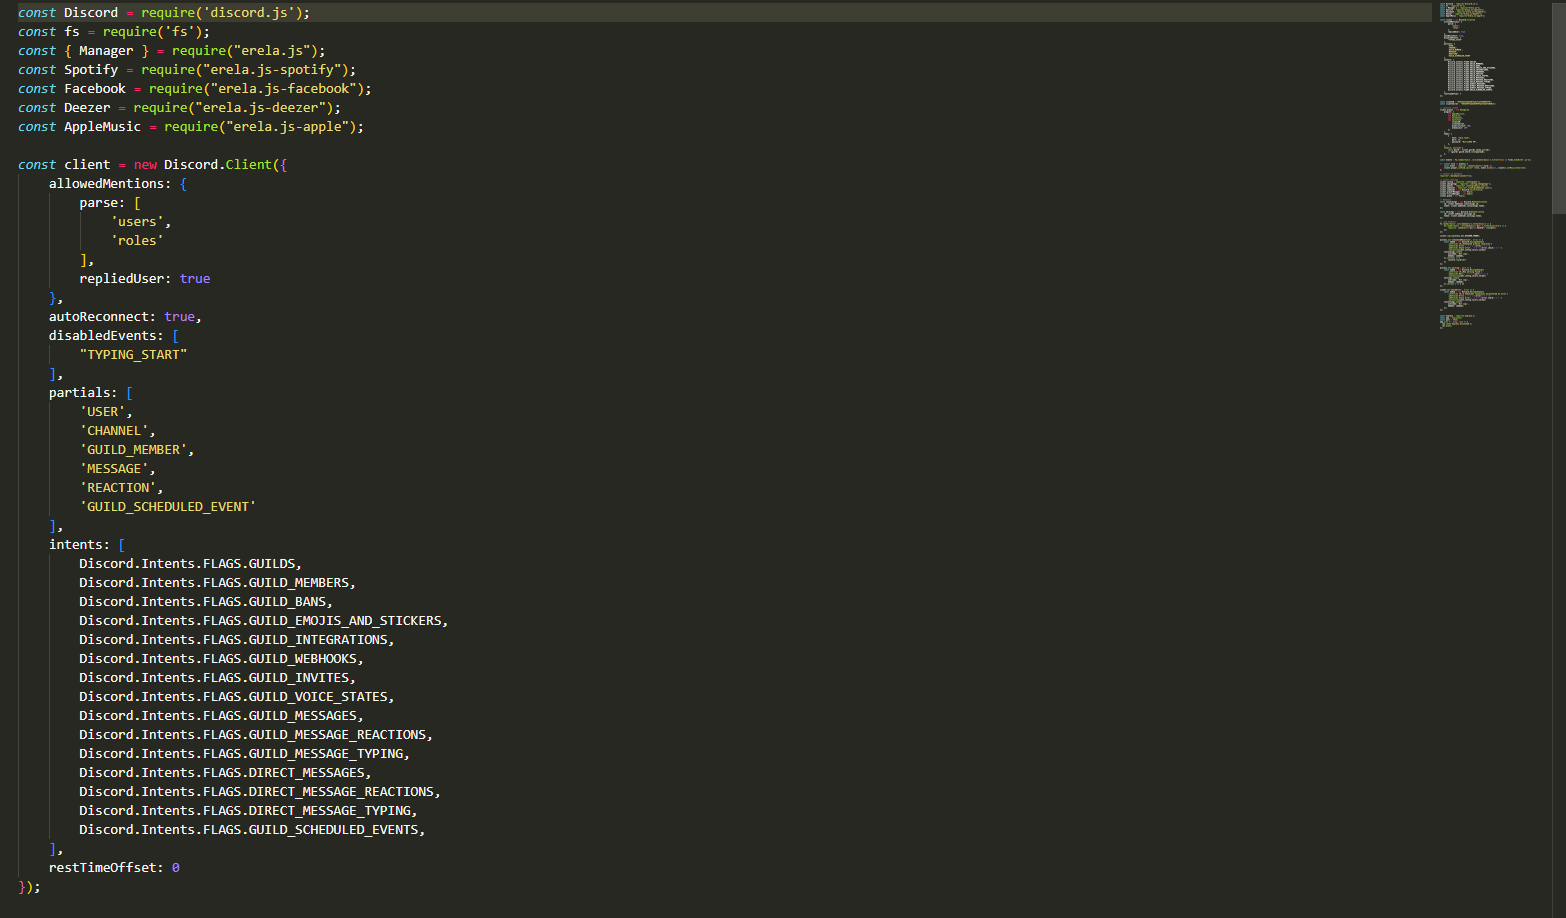 const Discord = require('discord.js');
const fs = require('fs');
const { Manager } = require("erela.js");
const Spotify = require("erela.js-spotify");
const Facebook = require("erela.js-facebook");
const Deezer = require("erela.js-deezer");
const AppleMusic = require("erela.js-apple");

const client = new Discord.Client({
    allowedMentions: {
        parse: [
            'users',
            'roles'
        ],
        repliedUser: true
    },
    autoReconnect: true,
    disabledEvents: [
        "TYPING_START"
    ],
    partials: [
        'USER',
        'CHANNEL',
        'GUILD_MEMBER',
        'MESSAGE',
        'REACTION',
        'GUILD_SCHEDULED_EVENT'
    ],
    intents: [
        Discord.Intents.FLAGS.GUILDS,
        Discord.Intents.FLAGS.GUILD_MEMBERS,
        Discord.Intents.FLAGS.GUILD_BANS,
        Discord.Intents.FLAGS.GUILD_EMOJIS_AND_STICKERS,
        Discord.Intents.FLAGS.GUILD_INTEGRATIONS,
        Discord.Intents.FLAGS.GUILD_WEBHOOKS,
        Discord.Intents.FLAGS.GUILD_INVITES,
        Discord.Intents.FLAGS.GUILD_VOICE_STATES,
        Discord.Intents.FLAGS.GUILD_MESSAGES,
        Discord.Intents.FLAGS.GUILD_MESSAGE_REACTIONS,
        Discord.Intents.FLAGS.GUILD_MESSAGE_TYPING,
        Discord.Intents.FLAGS.DIRECT_MESSAGES,
        Discord.Intents.FLAGS.DIRECT_MESSAGE_REACTIONS,
        Discord.Intents.FLAGS.DIRECT_MESSAGE_TYPING,
        Discord.Intents.FLAGS.GUILD_SCHEDULED_EVENTS,
    ],
    restTimeOffset: 0
});